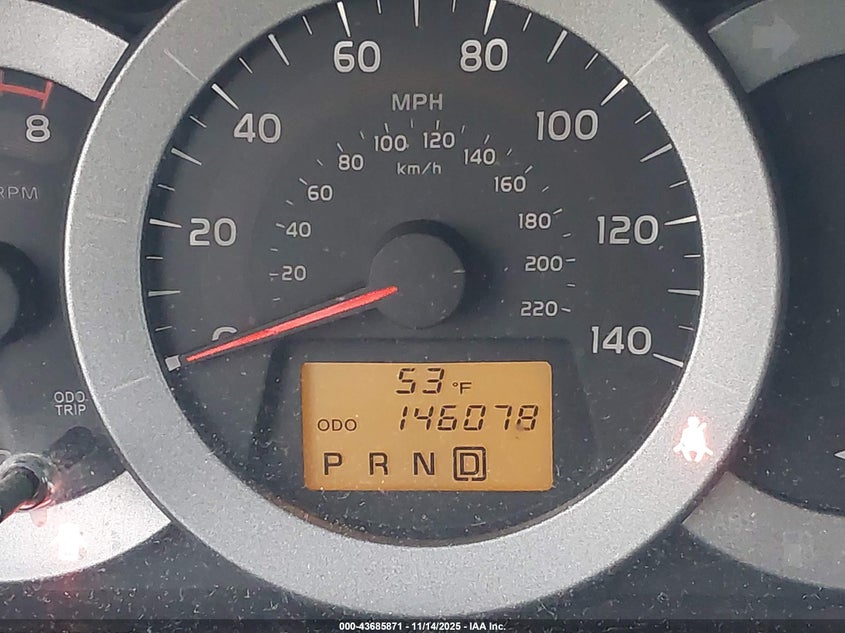 60 80
MPH
8 40 100
100 120
80 140
km/h
RPM
60 160
20 40 180 120
20 200
220
0 140
53 °F
ODO 146078
ODO
TRIP
P R N D
000-43685871 - 11/14/2025 - IAA Inc.